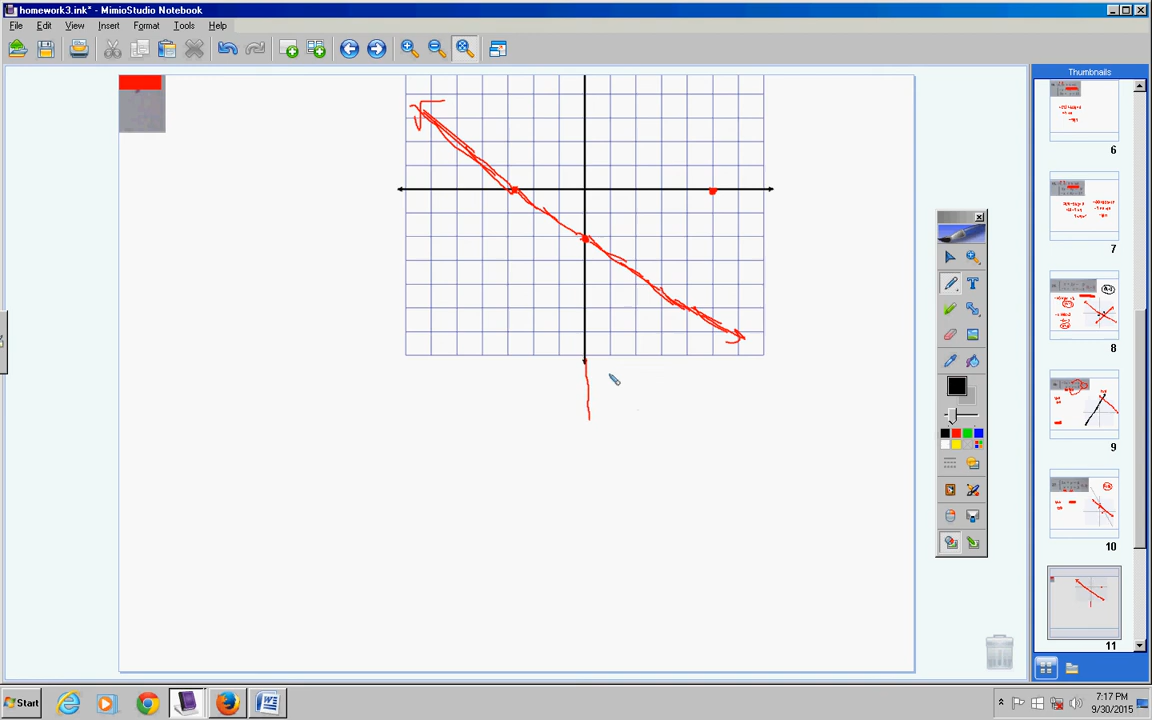 homework3.ink* - MimioStudio Notebook
File Edit View Insert Format Tools Help
Thumbnails
6
7
8
9
10
11
T
Start
7:17 PM
9/30/2015